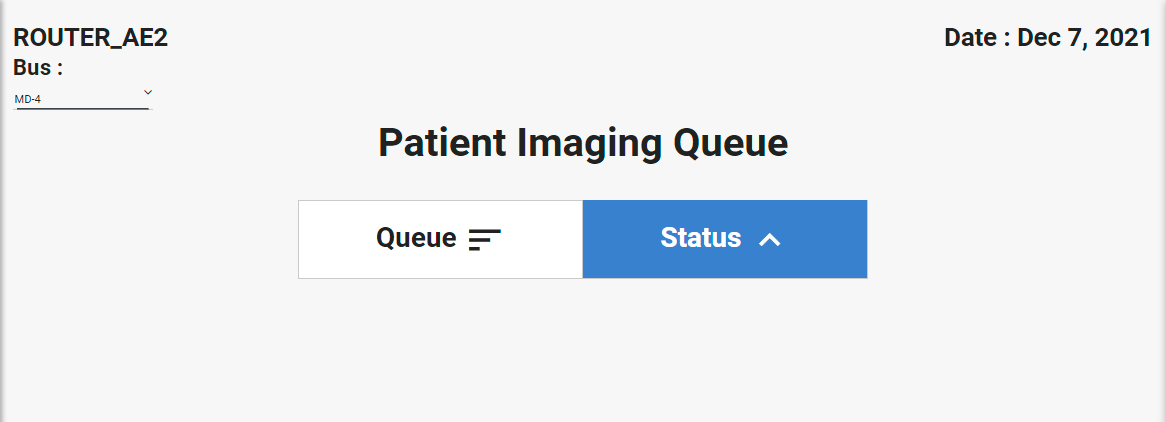 ROUTER_AE2
Date : Dec 7, 2021
Bus :
MD-4
Patient Imaging Queue
Queue
Status